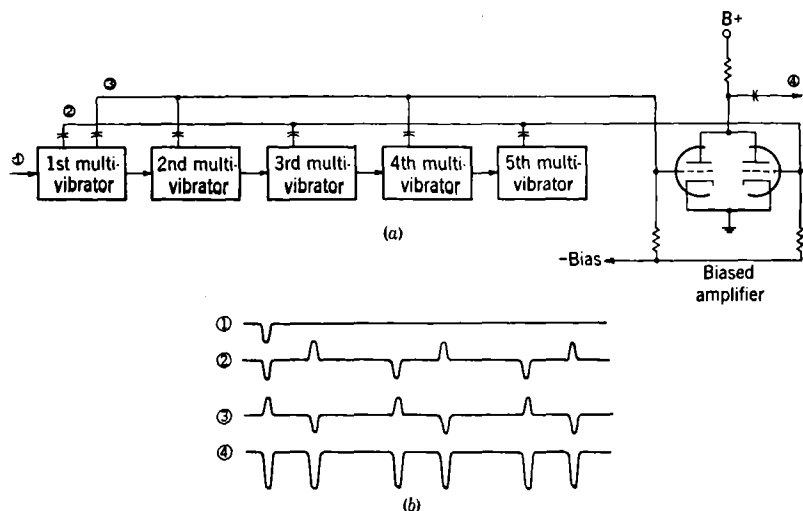 B+
③
④
②
①
1st multi-
vibrator
2nd multi-
vibrator
3rd multi-
vibrator
4th multi-
vibrator
5th multi-
vibrator
(a)
–Bias
Biased
amplifier
①
②
③
④
(b)